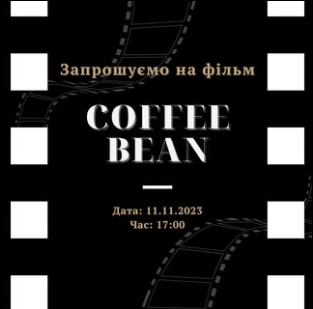 Запрошуємо на фільм
COFFEE
BEAN
Дата: 11.11.2023
Час: 17:00